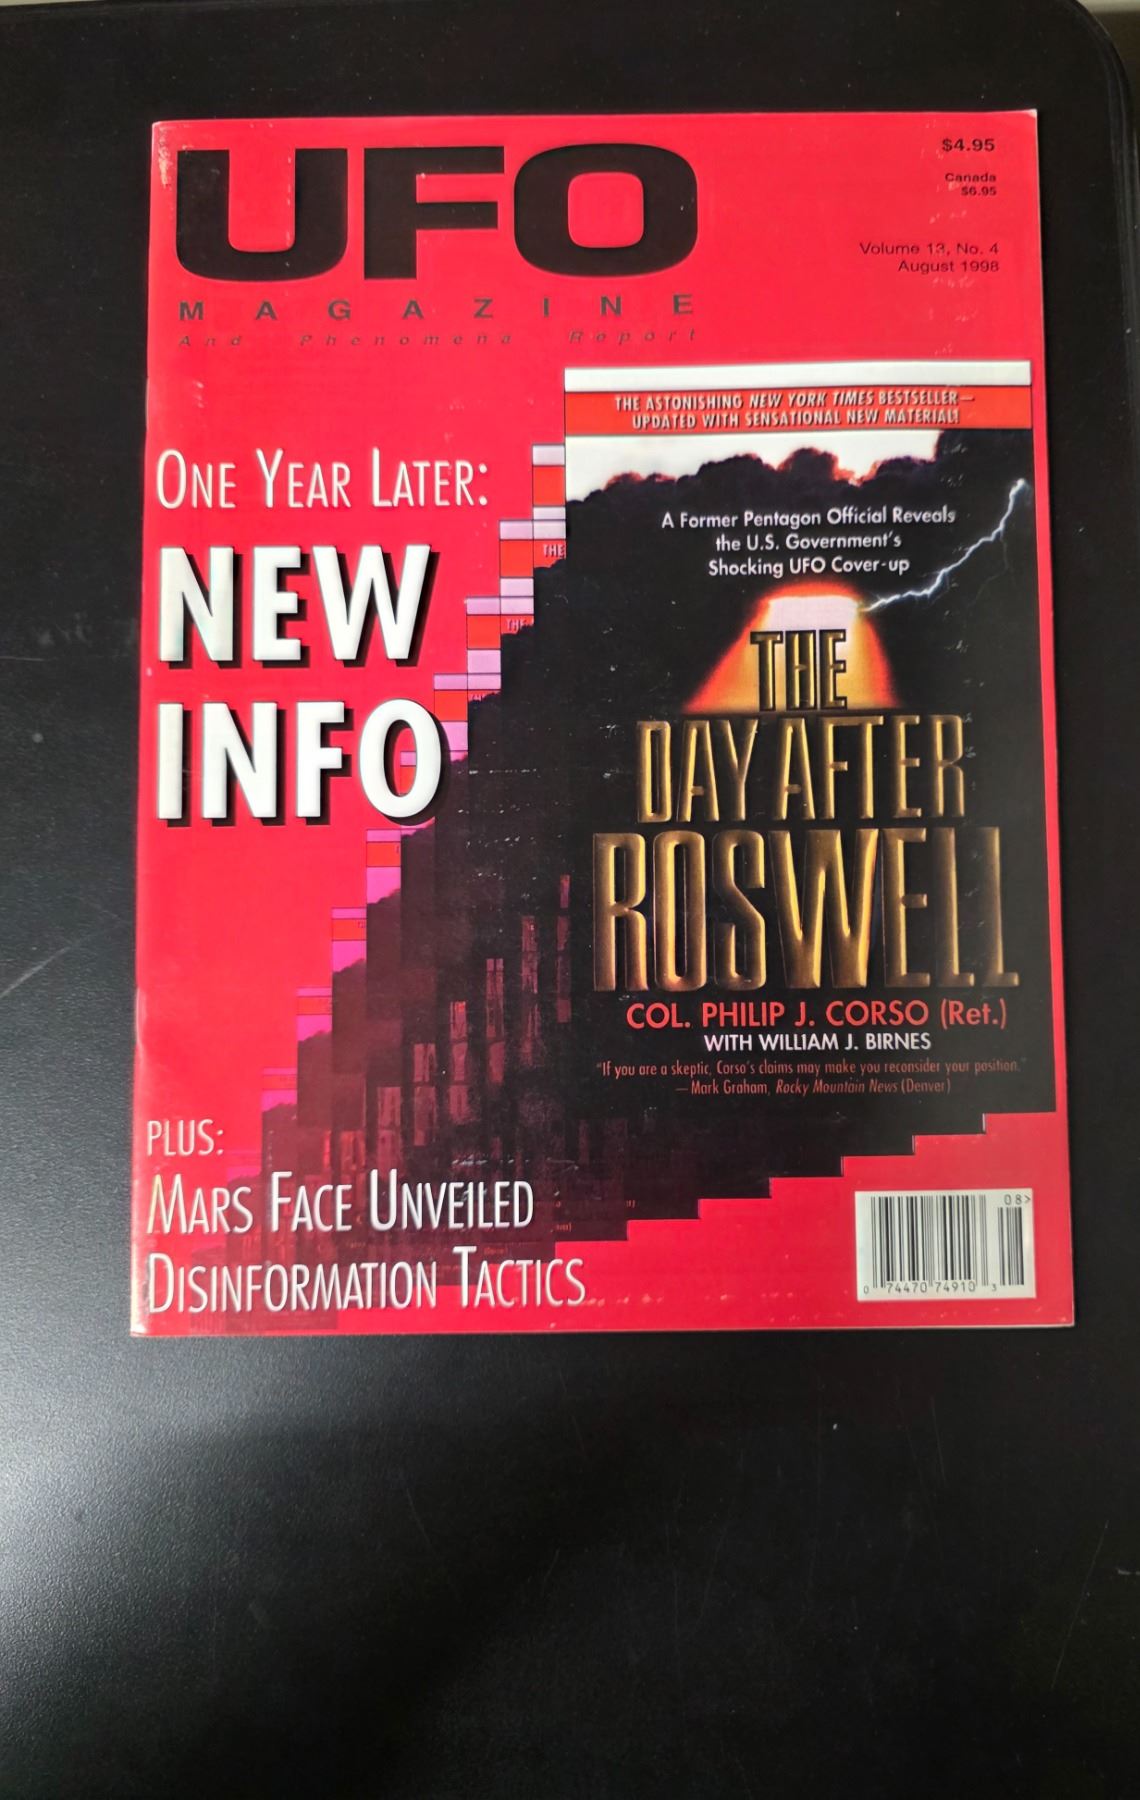 UFO
MAGAZINE
And Phenomena Report
$4.95
Canada
$6.95
Volume 13, No. 4
August 1998
THE ASTONISHING NEW YORK TIMES BESTSELLER—
UPDATED WITH SENSATIONAL NEW MATERIAL!
ONE YEAR LATER:
NEW
INFO
A Former Pentagon Official Reveals
the U.S. Government's
Shocking UFO Cover-up
THE
DAY AFTER
ROSWELL
COL. PHILIP J. CORSO (Ret.)
WITH WILLIAM J. BIRNES
"If you are a skeptic, Corso's claims may make you reconsider your position."
—Mark Graham, Rocky Mountain News (Denver)
THE
THE
PLUS:
MARS FACE UNVEILED
DISINFORMATION TACTICS
08>
0 74470 74910 3